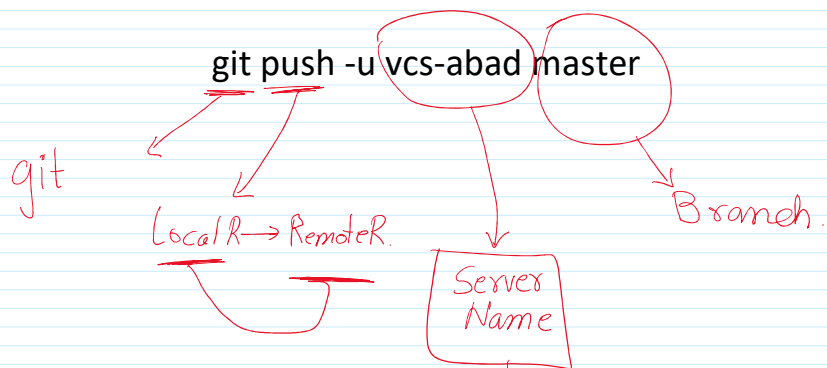 git push -u vcs-abad master
git
LocalR → RemoteR.
Branch.
Server
Name